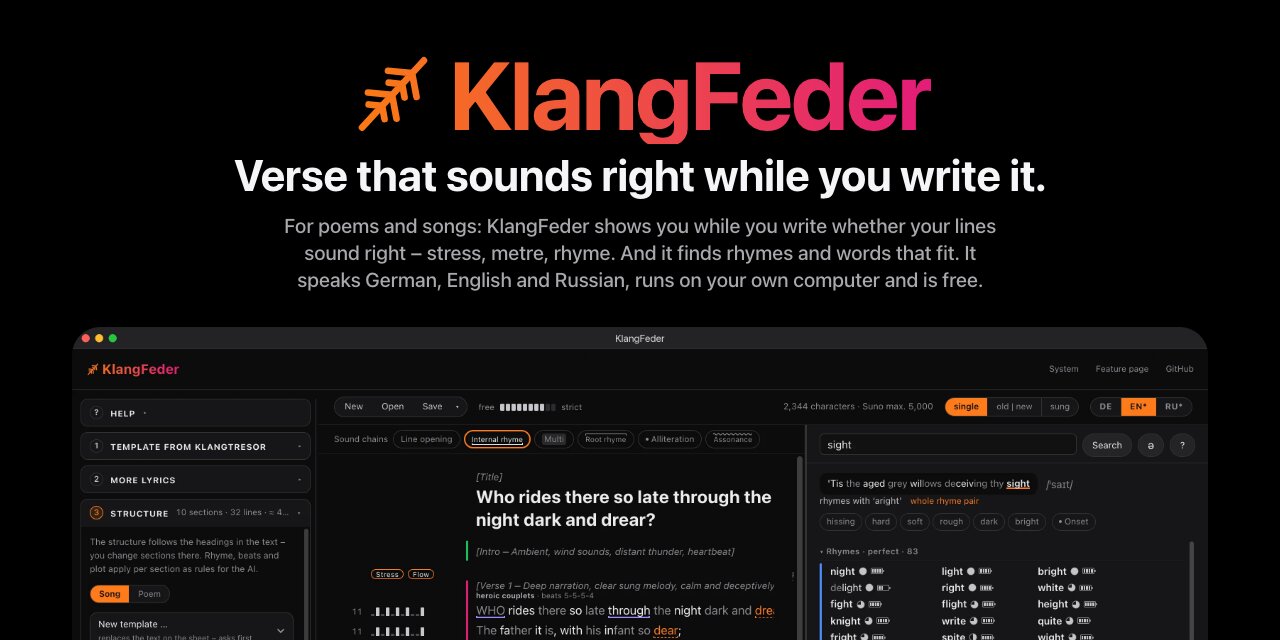 KlangFeder
Verse that sounds right while you write it.
For poems and songs: KlangFeder shows you while you write whether your lines
sound right – stress, metre, rhyme. And it finds rhymes and words that fit. It
speaks German, English and Russian, runs on your own computer and is free.
KlangFeder
KlangFeder
System Feature page GitHub
? HELP
1 TEMPLATE FROM KLANGTRESOR
2 MORE LYRICS
3 STRUCTURE 10 sections · 32 lines · ≈ 4...
The structure follows the headings in the text –
you change sections there. Rhyme, beats and
plot apply per section as rules for the AI.
Song Poem
New template ...
replaces the text on the sheet – asks first
New Open Save
free strict
2,344 characters · Suno max. 5,000
single old | new sung
DE EN* RU*
Sound chains Line opening Internal rhyme Multi Root rhyme • Alliteration Assonance
[Title]
Who rides there so late through the
night dark and drear?
[Intro – Ambient, wind sounds, distant thunder, heartbeat]
Stress Flow
[Verse 1 – Deep narration, clear sung melody, calm and deceptively
heroic couplets · beats 5-5-5-4
11 WHO rides there so late through the night dark and drea
11 The father it is, with his infant so dear;
sight Search ə ?
'Tis the aged grey willows deceiving thy sight /ˈsaɪt/
rhymes with ‘aright’ whole rhyme pair
hissing hard soft rough dark bright • Onset
Rhymes · perfect · 83
night light bright
delight right white
fight flight height
knight write quite
fright spite wight